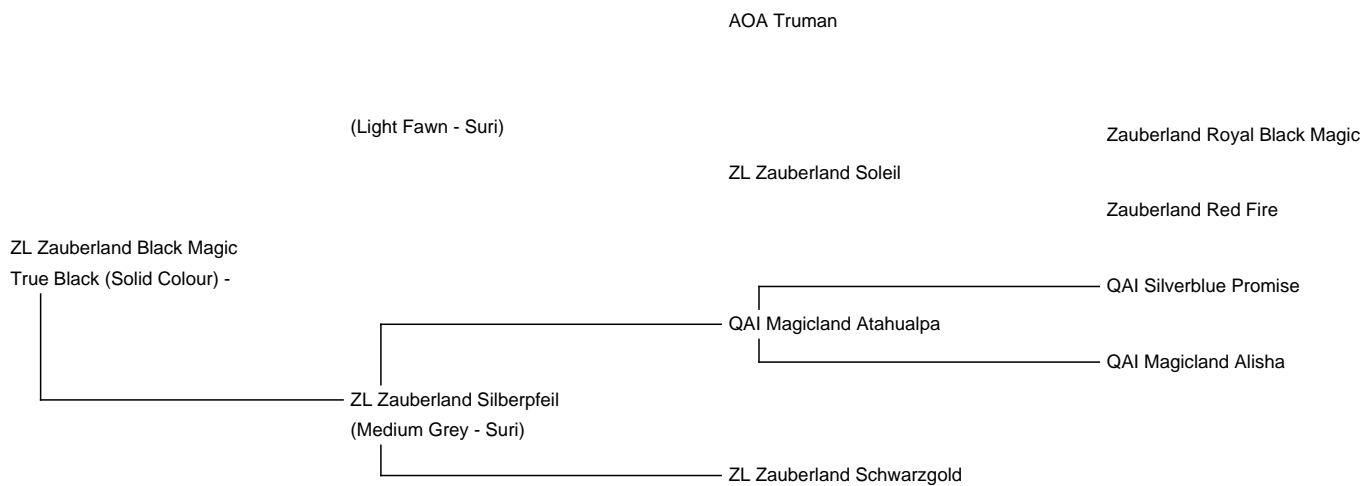 AOA Truman
(Light Fawn - Suri)
Zauberland Royal Black Magic
ZL Zauberland Soleil
Zauberland Red Fire
ZL Zauberland Black Magic
True Black (Solid Colour) -
QAI Silverblue Promise
QAI Magicland Atahualpa
QAI Magicland Alisha
ZL Zauberland Silberpfeil
(Medium Grey - Suri)
ZL Zauberland Schwarzgold